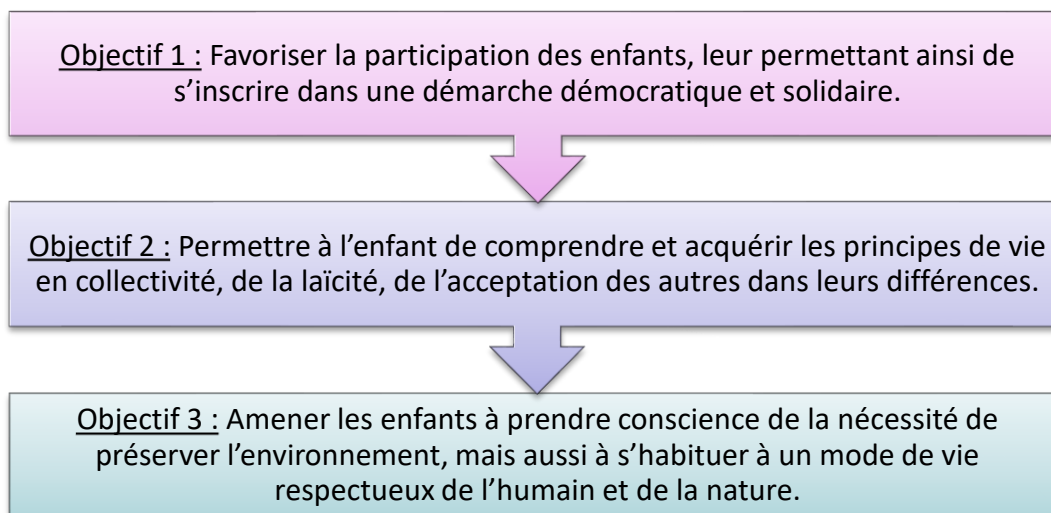 Objectif 1 : Favoriser la participation des enfants, leur permettant ainsi de
s’inscrire dans une démarche démocratique et solidaire.
Objectif 2 : Permettre à l’enfant de comprendre et acquérir les principes de vie
en collectivité, de la laïcité, de l’acceptation des autres dans leurs différences.
Objectif 3 : Amener les enfants à prendre conscience de la nécessité de
préserver l’environnement, mais aussi à s’habituer à un mode de vie
respectueux de l’humain et de la nature.